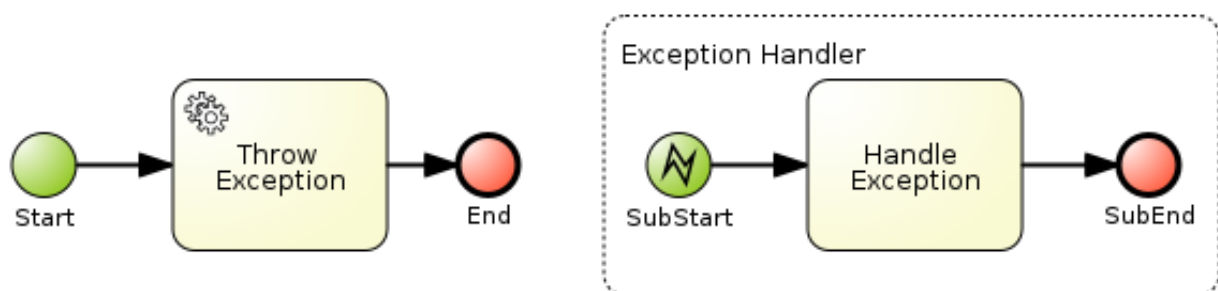 Exception Handler
Throw
Exception
Handle
Exception
Start
End
SubStart
SubEnd